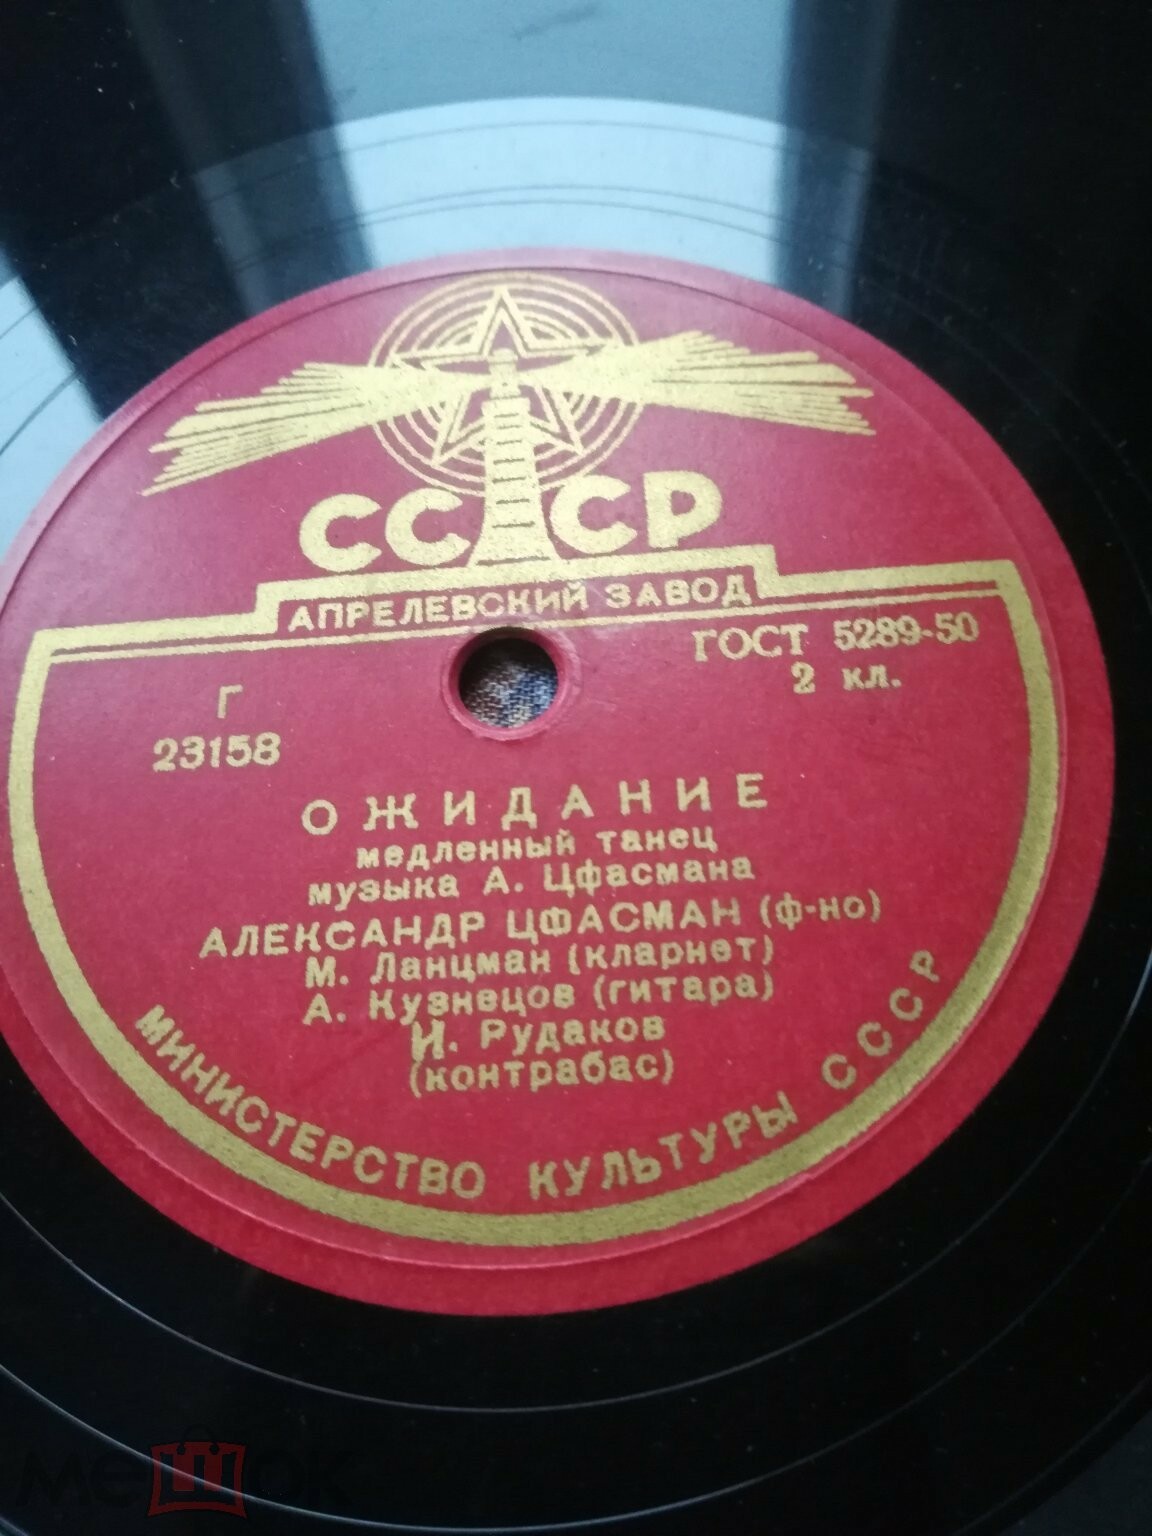 СССР
АПРЕЛЕВСКИЙ ЗАВОД
ГОСТ 5289-50
2 кл.
Г
23158
ОЖИДАНИЕ
медленный танец
музыка А. Цфасмана
АЛЕКСАНДР ЦФАСМАН (ф-но)
М. Ланцман (кларнет)
А. Кузнецов (гитара)
И. Рудаков
(контрабас)
МИНИСТЕРСТВО КУЛЬТУРЫ СССР
мешок